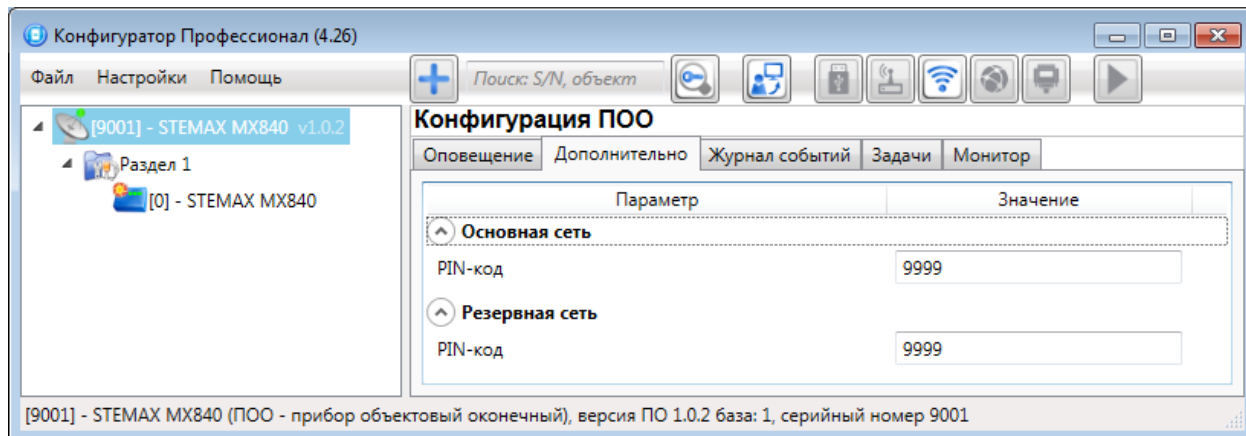 Конфигуратор Профессионал (4.26)
Файл Настройки Помощь Поиск: S/N, объект
[9001] - STEMAX MX840 v1.0.2
Раздел 1
[0] - STEMAX MX840
Конфигурация ПОО
Оповещение Дополнительно Журнал событий Задачи Монитор
Параметр Значение
Основная сеть
PIN-код 9999
Резервная сеть
PIN-код 9999
[9001] - STEMAX MX840 (ПОО - прибор объектовый оконечный), версия ПО 1.0.2 база: 1, серийный номер 9001